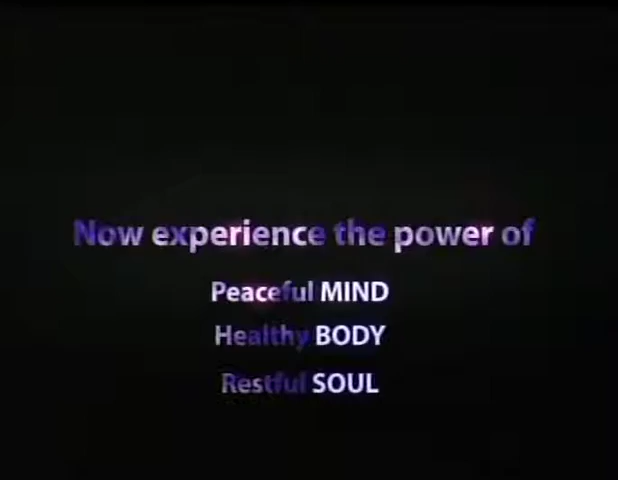 Now experience the power of
Peaceful MIND
Healthy BODY
Restful SOUL